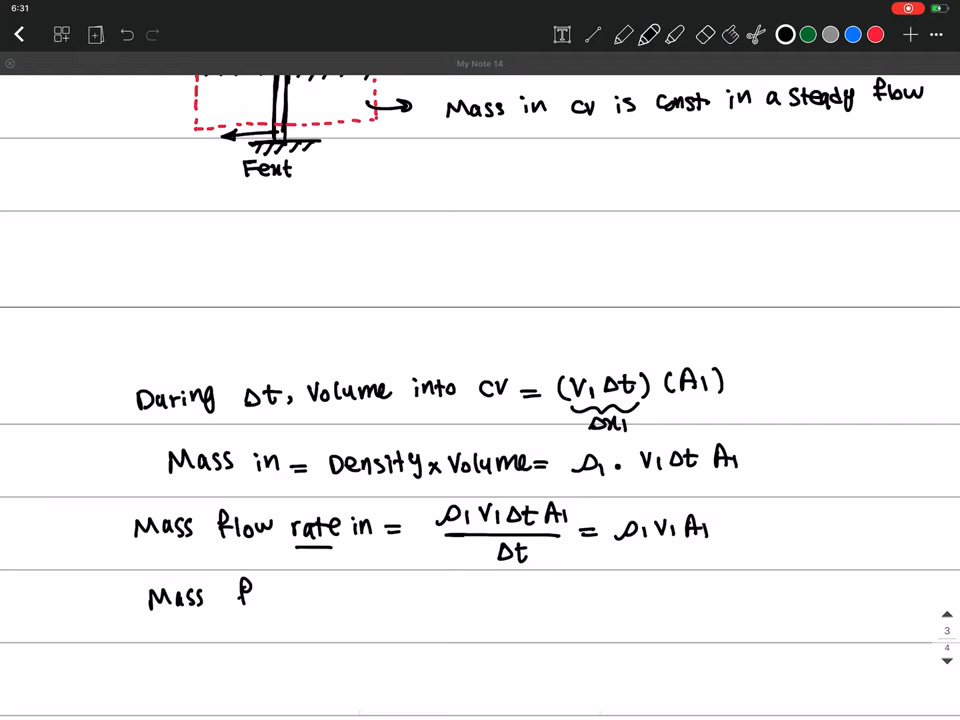 6:31
My Note 14
Mass in CV is const in a steady flow
Fext
During Δt, Volume into CV = (V₁ Δt) (A₁)
Δx₁
Mass in = Density × Volume = ρ₁ · V₁ Δt A₁
Mass flow rate in = ρ₁ V₁ Δt A₁ / Δt = ρ₁ V₁ A₁
Mass f
3
4